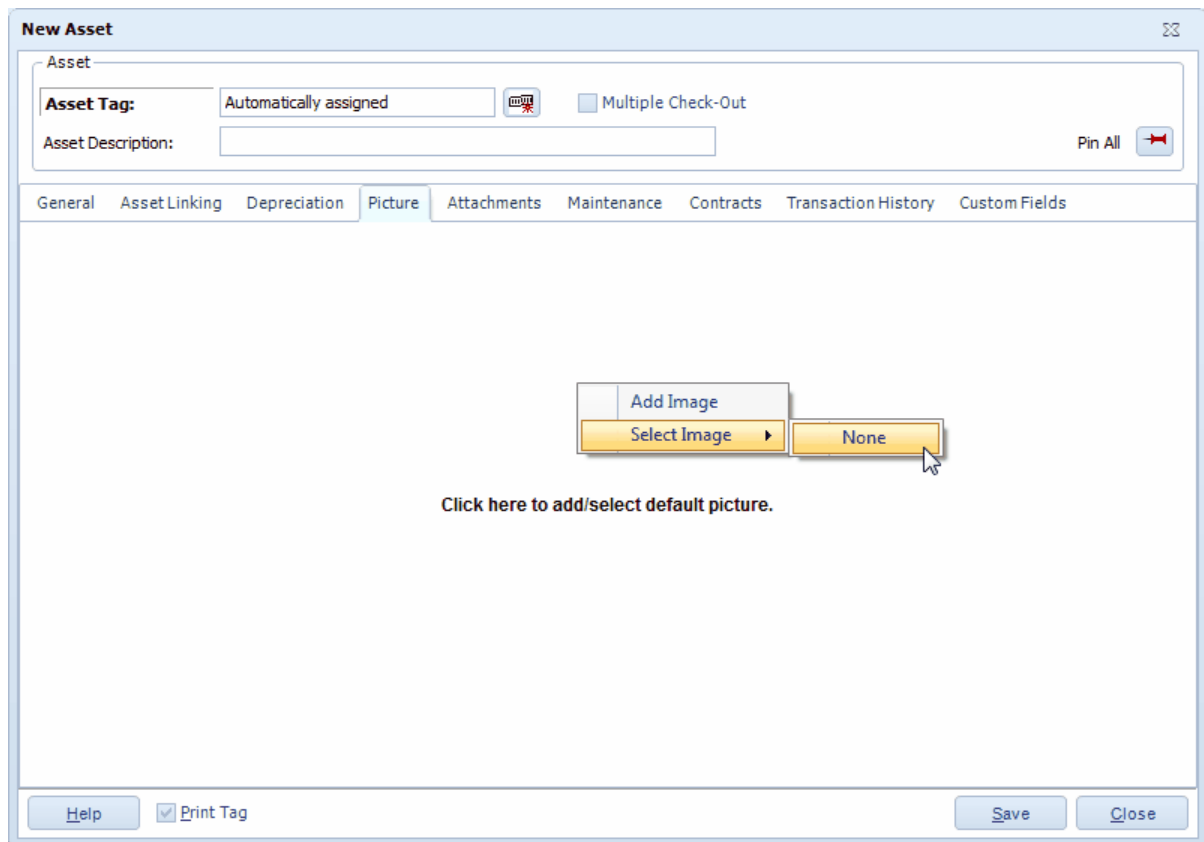 New Asset
Asset
Asset Tag: Automatically assigned Multiple Check-Out
Asset Description: Pin All
General Asset Linking Depreciation Picture Attachments Maintenance Contracts Transaction History Custom Fields
Add Image
Select Image None
Click here to add/select default picture.
Help Print Tag Save Close